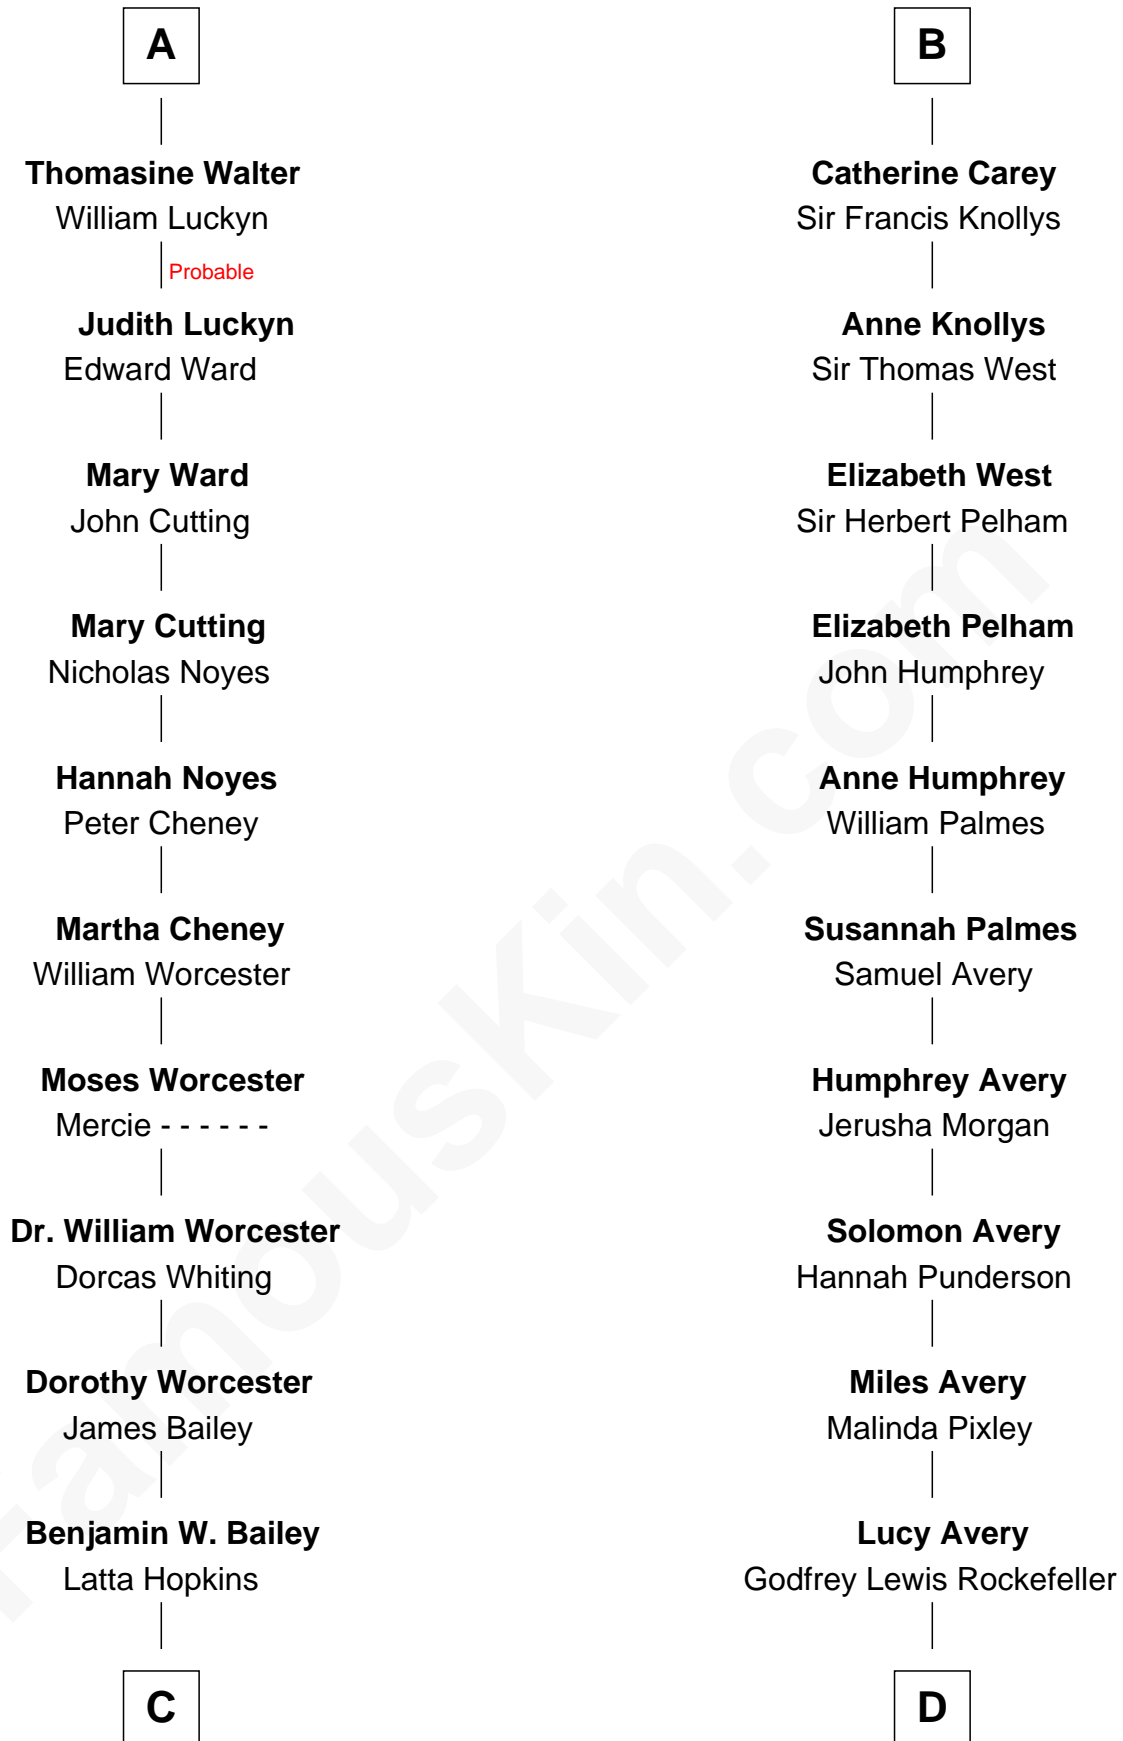 A
Thomasine Walter
William Luckyn
Probable
Judith Luckyn
Edward Ward
Mary Ward
John Cutting
Mary Cutting
Nicholas Noyes
Hannah Noyes
Peter Cheney
Martha Cheney
William Worcester
Moses Worcester
Mercie - - - - - -
Dr. William Worcester
Dorcas Whiting
Dorothy Worcester
James Bailey
Benjamin W. Bailey
Latta Hopkins
C
B
Catherine Carey
Sir Francis Knollys
Anne Knollys
Sir Thomas West
Elizabeth West
Sir Herbert Pelham
Elizabeth Pelham
John Humphrey
Anne Humphrey
William Palmes
Susannah Palmes
Samuel Avery
Humphrey Avery
Jerusha Morgan
Solomon Avery
Hannah Punderson
Miles Avery
Malinda Pixley
Lucy Avery
Godfrey Lewis Rockefeller
D
FamousKin.com